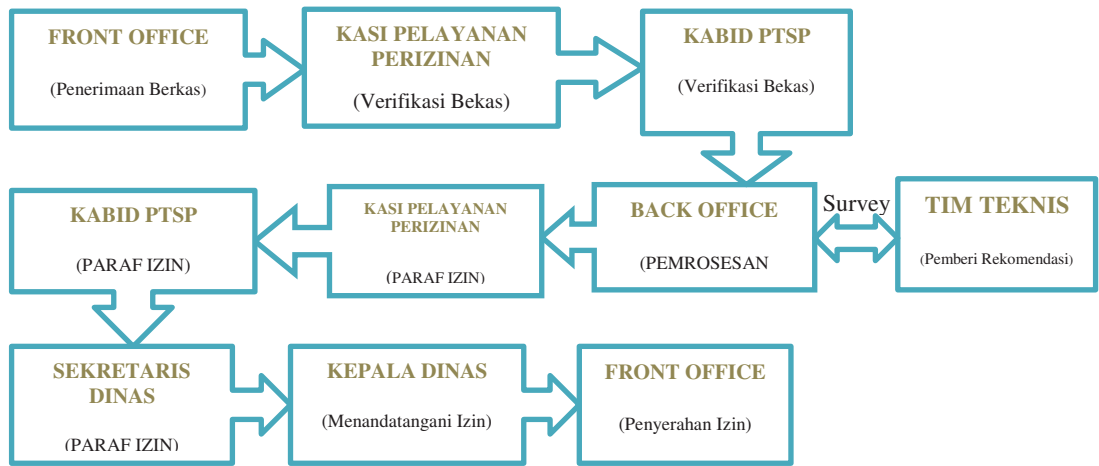 FRONT OFFICE
(Penerimaan Berkas)
KASI PELAYANAN
PERIZINAN
(Verifikasi Bekas)
KABID PTSP
(Verifikasi Bekas)
KABID PTSP
(PARAF IZIN)
KASI PELAYANAN
PERIZINAN
(PARAF IZIN)
BACK OFFICE
(PEMROSESAN
Survey
TIM TEKNIS
(Pemberi Rekomendasi)
SEKRETARIS
DINAS
(PARAF IZIN)
KEPALA DINAS
(Menandatangani Izin)
FRONT OFFICE
(Penyerahan Izin)